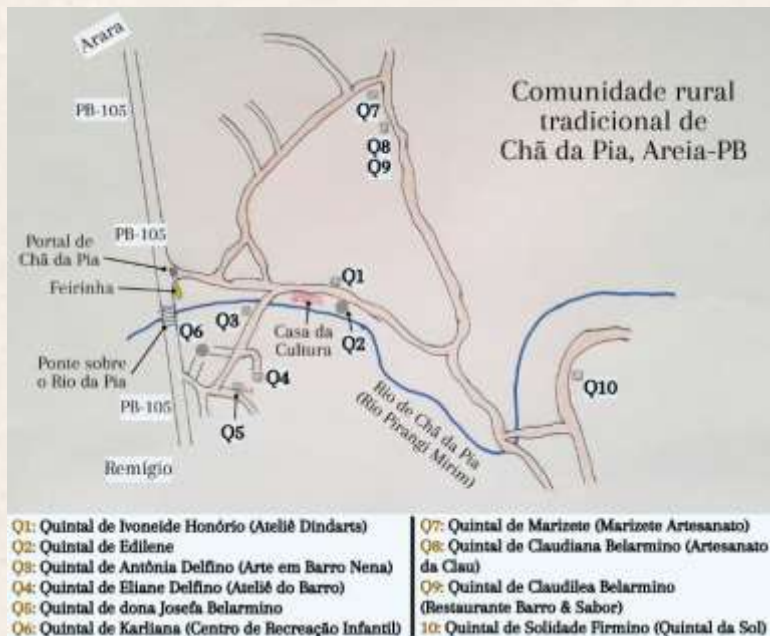 Arara
PB-105
Comunidade rural
tradicional de
Chã da Pia, Areia-PB
Q7
Q8
Q9
PB-105
Portal de
Chã da Pia
Feirinha
Q1
Q3
Casa da
Cultura
Q2
Q6
Ponte sobre
o Rio da Pia
Q4
Q10
PB-105
Q5
Rio de Chã da Pia
(Rio Pirangi Mirim)
Remígio
Q1: Quintal de Ivoneide Honório (Ateliê Dindarts)
Q2: Quintal de Edilene
Q3: Quintal de Antônia Delfino (Arte em Barro Nena)
Q4: Quintal de Eliane Delfino (Ateliê do Barro)
Q5: Quintal de dona Josefa Belarmino
Q6: Quintal de Karliana (Centro de Recreação Infantil)
Q7: Quintal de Marizete (Marizete Artesanato)
Q8: Quintal de Claudiana Belarmino (Artesanato
da Clau)
Q9: Quintal de Claudilea Belarmino
(Restaurante Barro & Sabor)
10: Quintal de Solidade Firmino (Quintal da Sol)